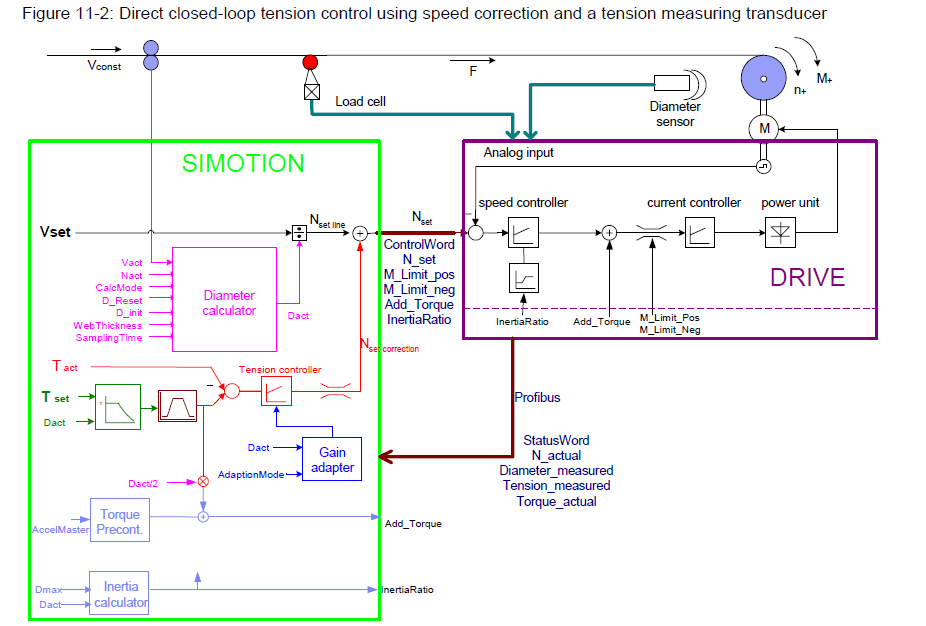 Figure 11-2: Direct closed-loop tension control using speed correction and a tension measuring transducer
Vconst
F
n+
M+
Load cell
Diameter
sensor
M
Analog input
SIMOTION
speed controller
current controller
power unit
Vset
Nset line
Nset
ControlWord
N_set
M_Limit_pos
M_Limit_neg
Add_Torque
InertiaRatio
DRIVE
Vact
Nact
CalcMode
D_Reset
D_init
WebThickness
SamplingTime
Diameter
calculator
Dact
InertiaRatio
Add_Torque
M_Limit_Pos
M_Limit_Neg
Nset correction
T act
Tension controller
T set
1
Dact
Profibus
Dact
AdaptionMode
Gain
adapter
StatusWord
N_actual
Diameter_measured
Tension_measured
Torque_actual
Dact/2
AccelMaster
Torque
Precont.
Add_Torque
Dmax
Dact
Inertia
calculator
InertiaRatio